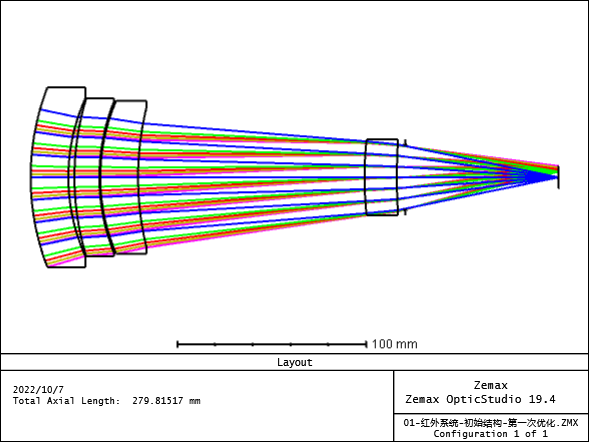 100 mm
Layout
2022/10/7
Total Axial Length: 279.81517 mm
Zemax
Zemax OpticStudio 19.4
01-红外系统-初始结构-第一次优化.ZMX
Configuration 1 of 1